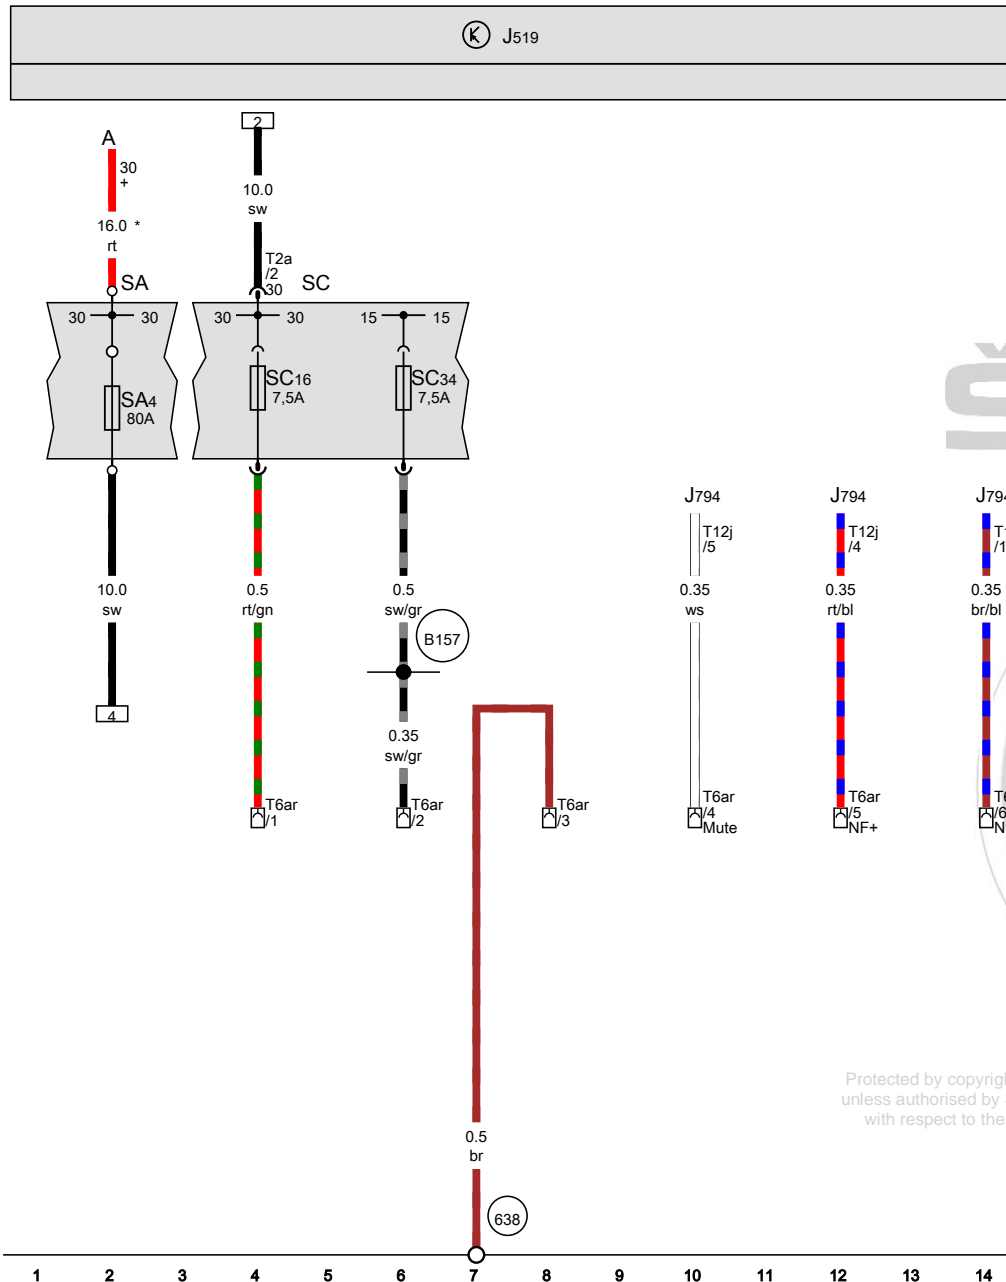 J519
2
A
30
+
10.0
sw
16.0 *
rt
T2a
/2
30
SA
SC
30 30
30 30
15 15
SA4
80A
SC16
7,5A
SC34
7,5A
J794
T12j
/5
J794
T12j
/4
J794
/1
10.0
sw
0.5
rt/gn
0.5
sw/gr
0.35
ws
0.35
rt/bl
0.35
br/bl
B157
4
0.35
sw/gr
T6ar
/1
T6ar
/2
T6ar
/3
T6ar
/4
Mute
T6ar
/5
NF+
/6
Protected by copyrigh
unless authorised by
with respect to the
0.5
br
638
1 2 3 4 5 6 7 8 9 10 11 12 13 14